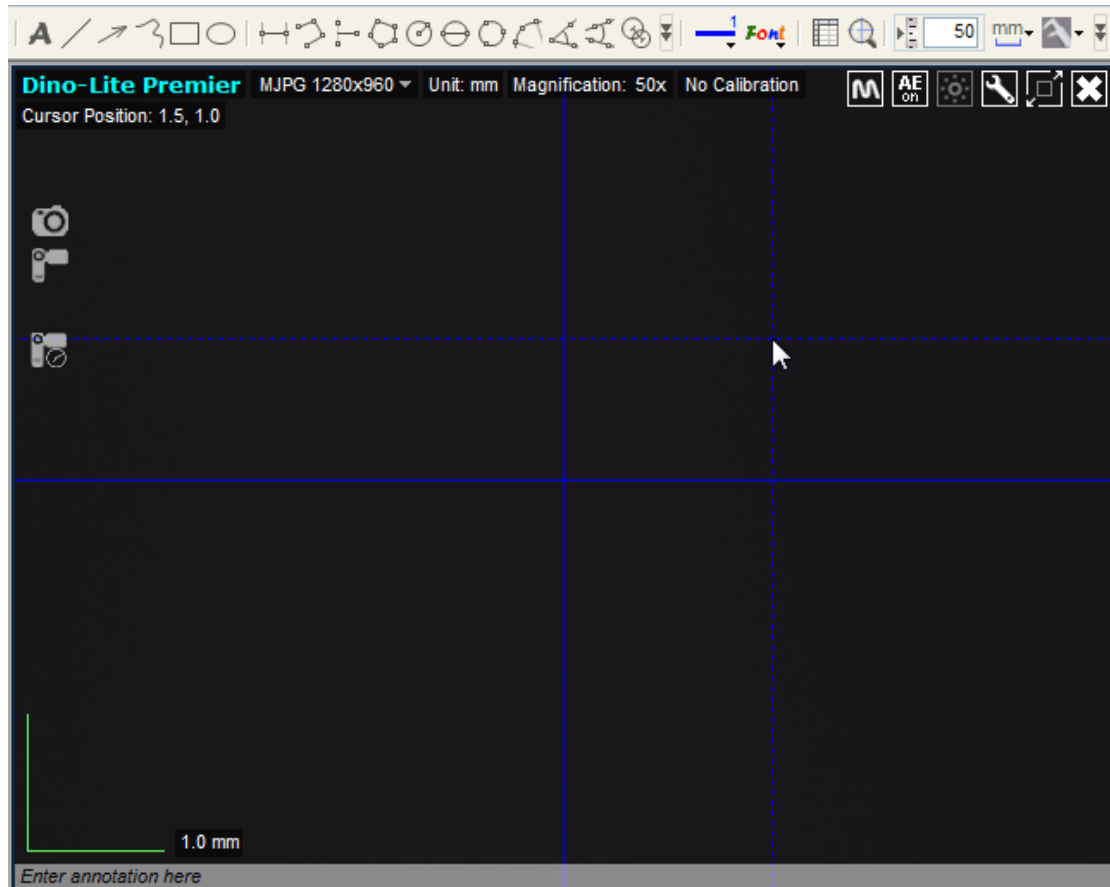 A 1 Font 50 mm
Dino-Lite Premier MJPG 1280x960 Unit: mm Magnification: 50x No Calibration AE on
Cursor Position: 1.5, 1.0
1.0 mm
Enter annotation here